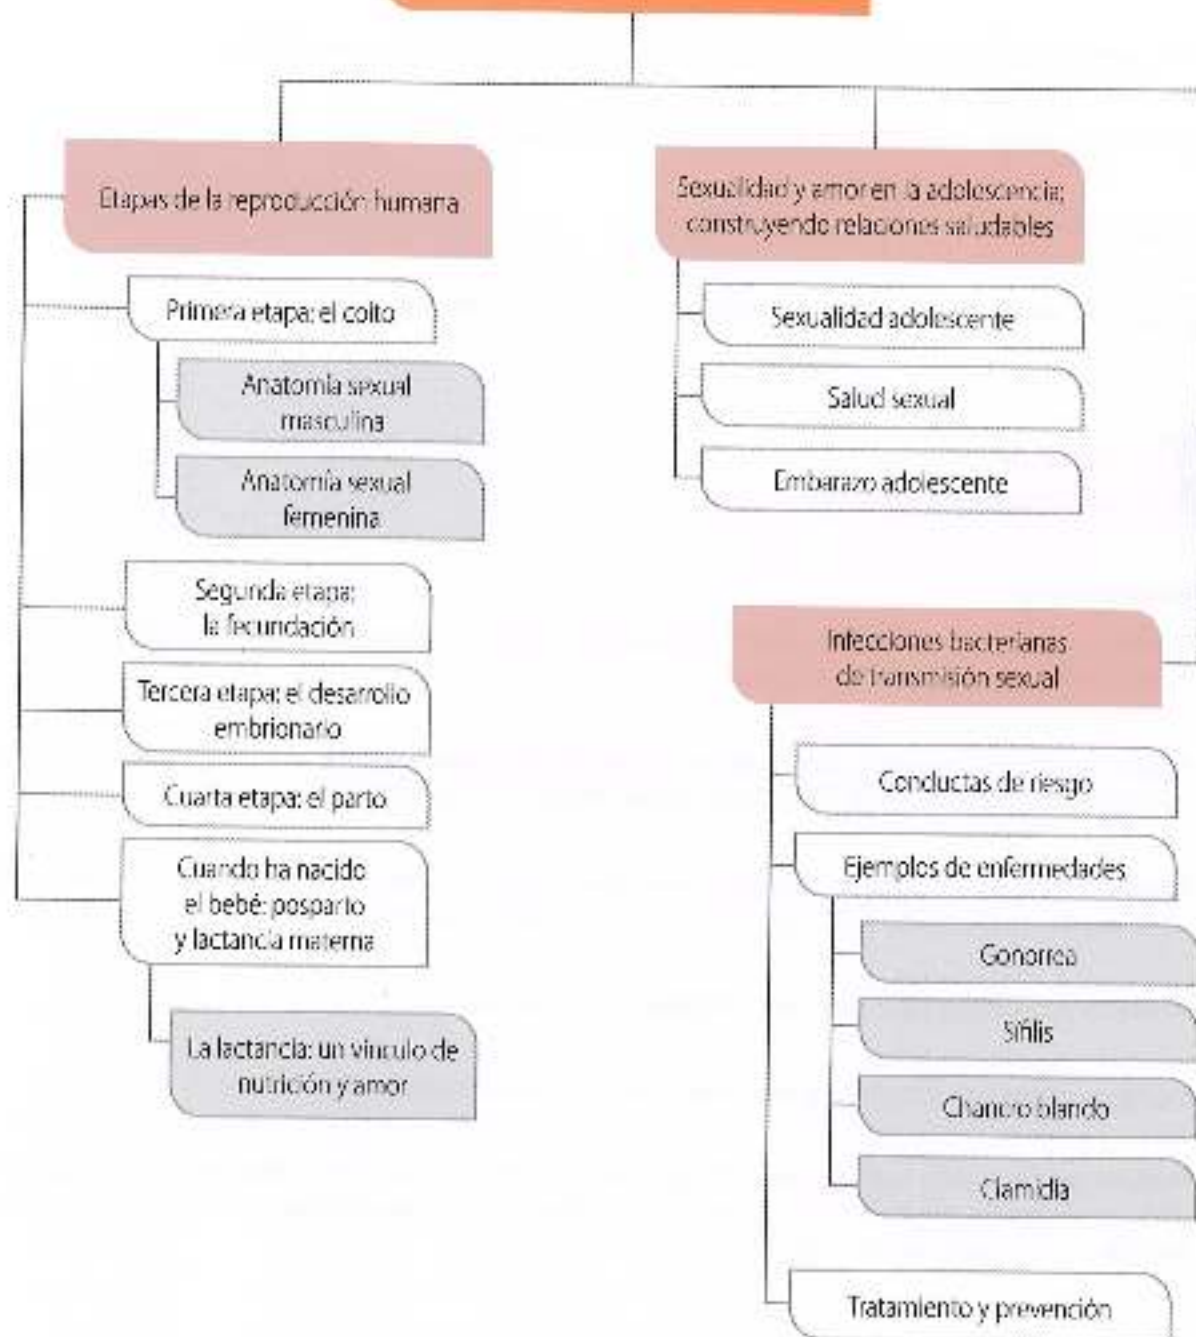 Etapas de la reproducción humana
Primera etapa: el coito
Anatomía sexual
masculina
Anatomía sexual
femenina
Segunda etapa:
la fecundación
Tercera etapa: el desarrollo
embrionario
Cuarta etapa: el parto
Cuando ha nacido
el bebé: posparto
y lactancia materna
La lactancia: un vínculo de
nutrición y amor
Sexualidad y amor en la adolescencia:
construyendo relaciones saludables
Sexualidad adolescente
Salud sexual
Embarazo adolescente
Infecciones bacterianas
de transmisión sexual
Conductas de riesgo
Ejemplos de enfermedades
Gonorrea
Sífilis
Chancro blando
Clamidia
Tratamiento y prevención